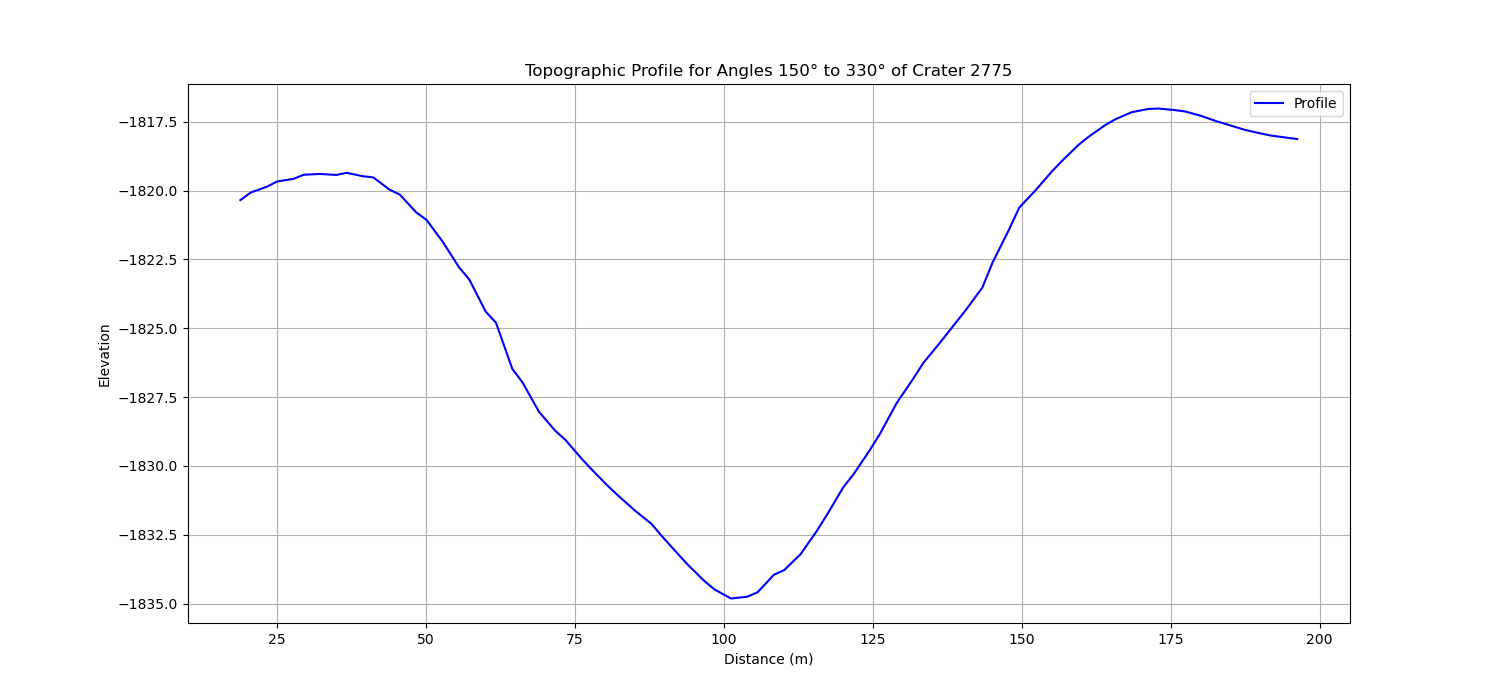 Topographic Profile for Angles 150° to 330° of Crater 2775
Profile
−1817.5
−1820.0
−1822.5
−1825.0
−1827.5
−1830.0
−1832.5
−1835.0
Elevation
25 50 75 100 125 150 175 200
Distance (m)